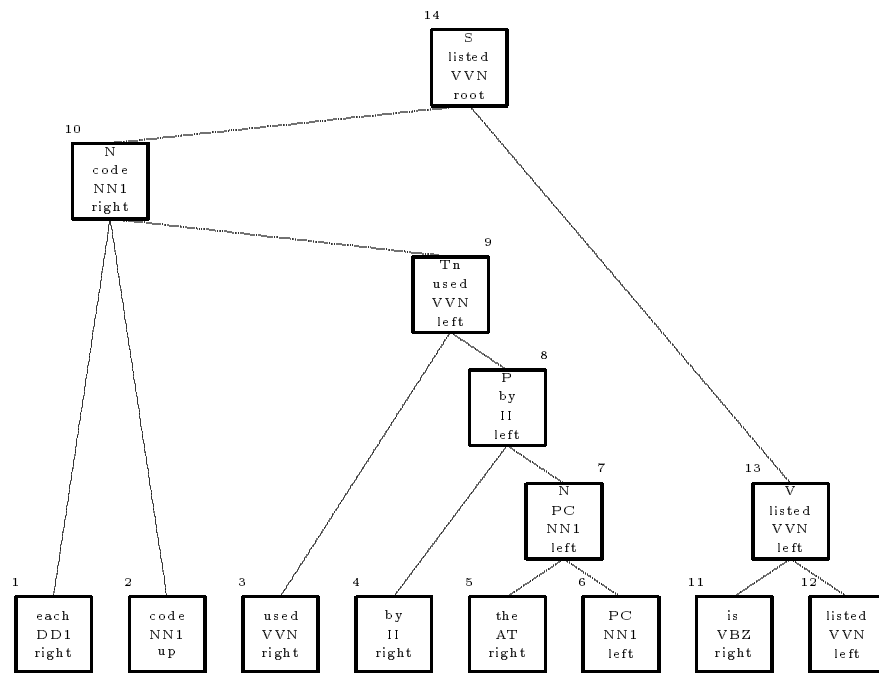 14
S
listed
VVN
root
10
N
code
NN1
right
9
Tn
used
VVN
left
8
P
by
II
left
7
N
PC
NN1
left
13
V
listed
VVN
left
1
each
DD1
right
2
code
NN1
up
3
used
VVN
right
4
by
II
right
5
the
AT
right
6
PC
NN1
left
11
is
VBZ
right
12
listed
VVN
left